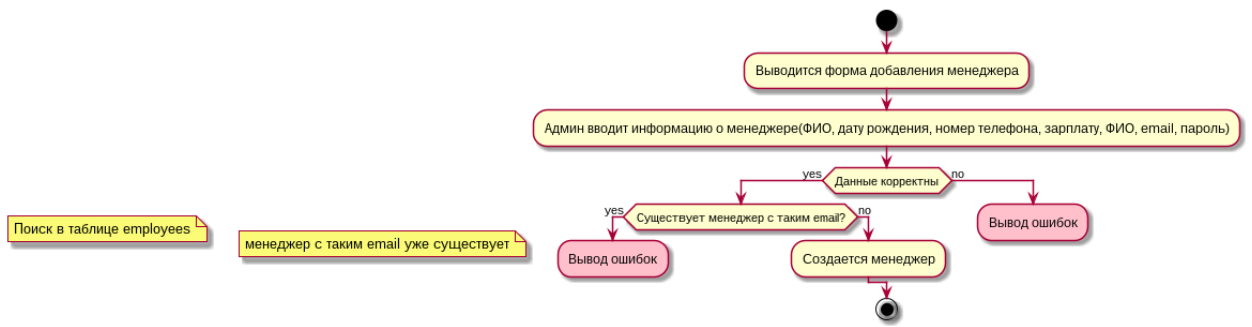 Выводится форма добавления менеджера
Админ вводит информацию о менеджере(ФИО, дату рождения, номер телефона, зарплату, ФИО, email, пароль)
yes
Данные корректны
no
Поиск в таблице employees
менеджер с таким email уже существует
yes
Существует менеджер с таким email?
no
Вывод ошибок
Вывод ошибок
Создается менеджер